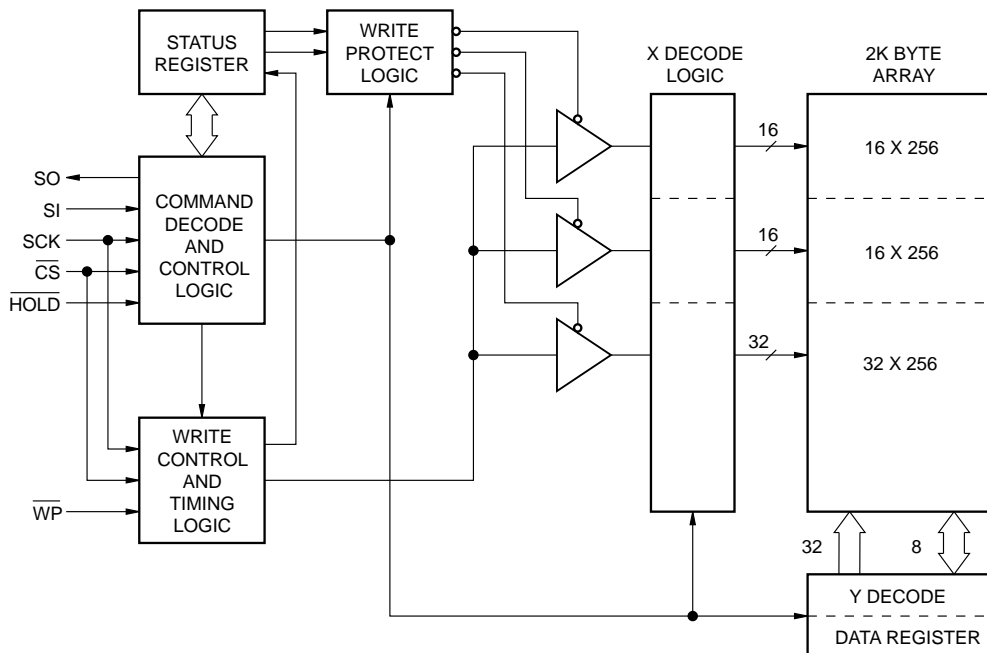 STATUS
REGISTER
WRITE
PROTECT
LOGIC
X DECODE
LOGIC
2K BYTE
ARRAY
16
16 X 256
SO
SI
SCK
CS
HOLD
COMMAND
DECODE
AND
CONTROL
LOGIC
16
16 X 256
32
32 X 256
WP
WRITE
CONTROL
AND
TIMING
LOGIC
32
8
Y DECODE
DATA REGISTER